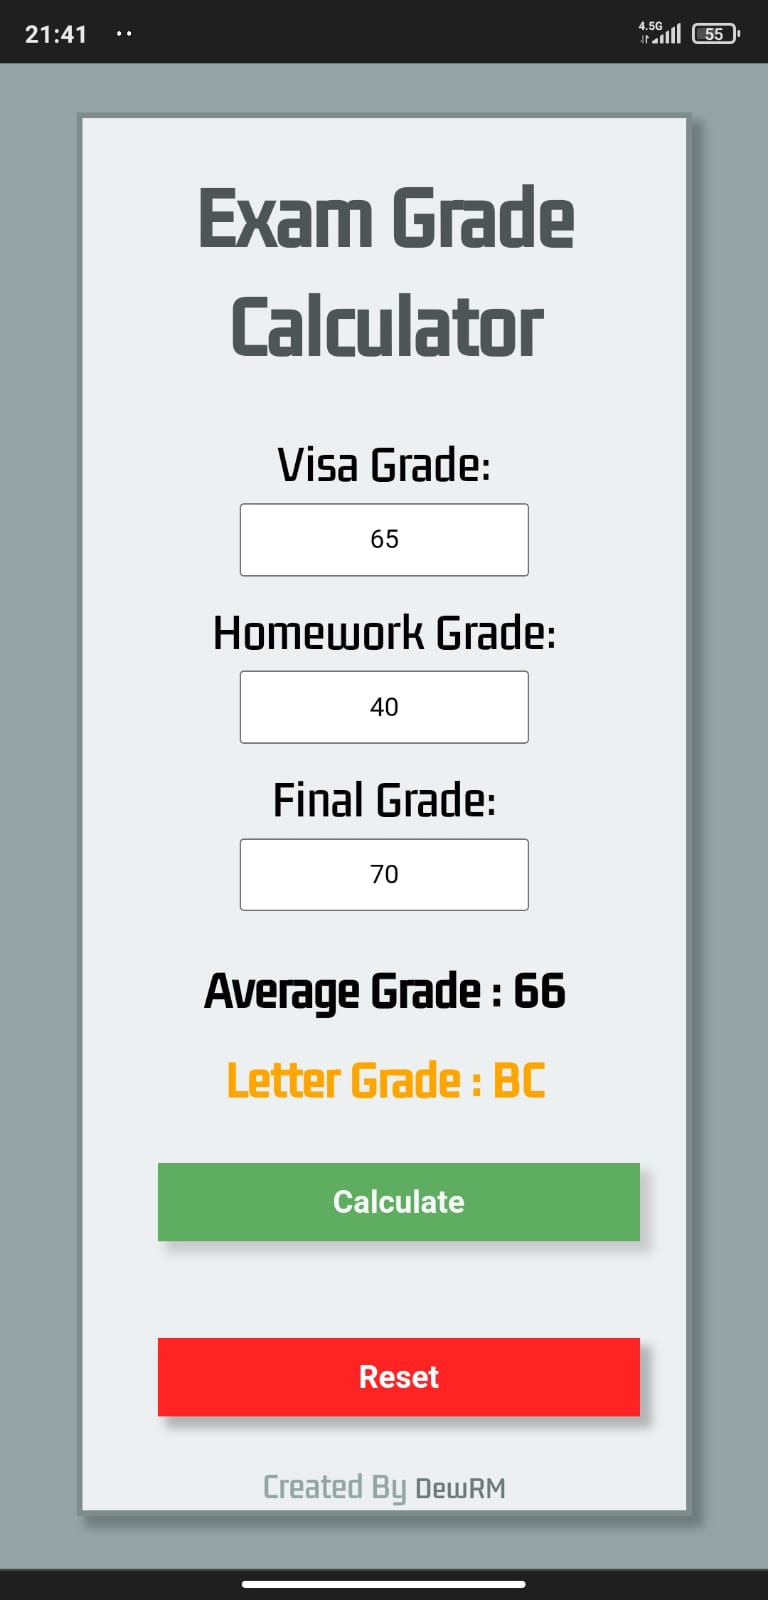 21:41
4.5G
55
Exam Grade
Calculator
Visa Grade:
65
Homework Grade:
40
Final Grade:
70
Average Grade : 66
Letter Grade : BC
Calculate
Reset
Created By DewRM